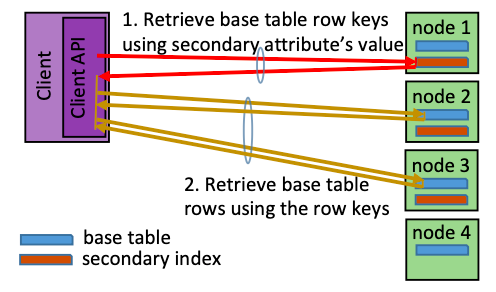 1. Retrieve base table row keys
using secondary attribute's value
Client
Client API
node 1
node 2
node 3
2. Retrieve base table
rows using the row keys
node 4
base table
secondary index